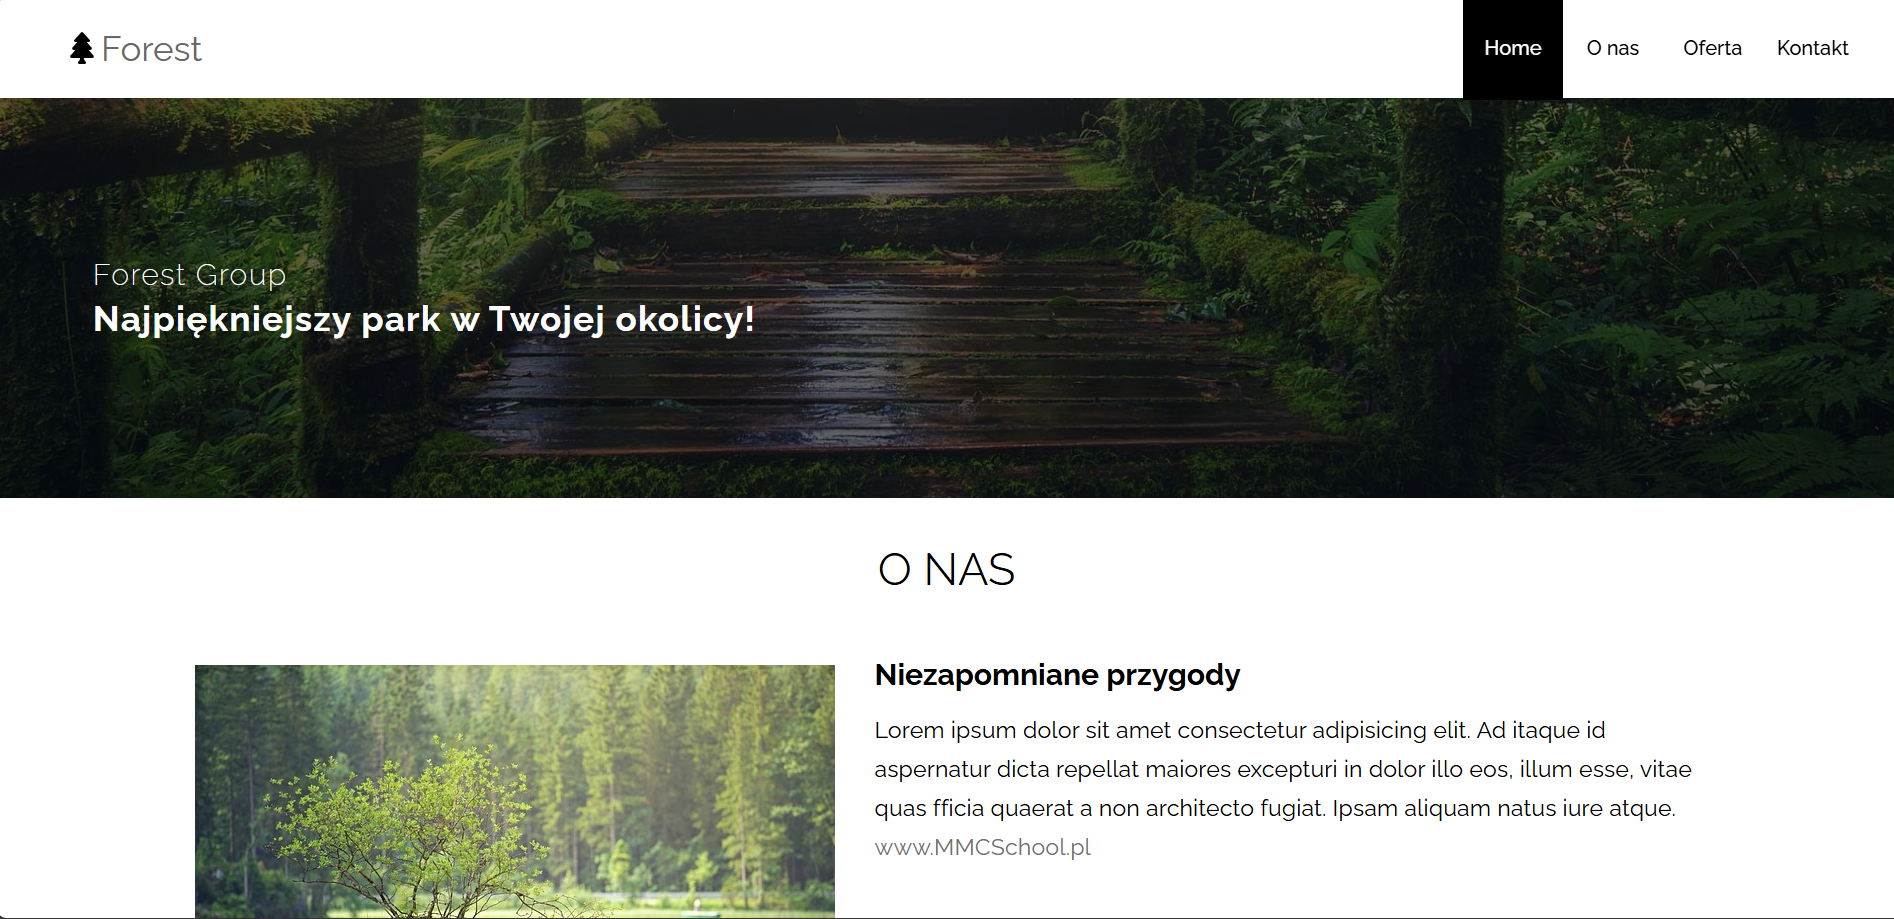 Forest
Home
O nas
Oferta
Kontakt
Forest Group
Najpiękniejszy park w Twojej okolicy!
O NAS
Niezapomniane przygody
Lorem ipsum dolor sit amet consectetur adipisicing elit. Ad itaque id
aspernatur dicta repellat maiores excepturi in dolor illo eos, illum esse, vitae
quas fficia quaerat a non architecto fugiat. Ipsam aliquam natus iure atque.
www.MMCSchool.pl